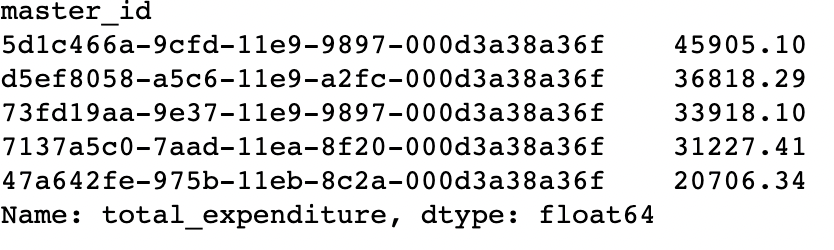 master_id
5d1c466a-9cfd-11e9-9897-000d3a38a36f    45905.10
d5ef8058-a5c6-11e9-a2fc-000d3a38a36f    36818.29
73fd19aa-9e37-11e9-9897-000d3a38a36f    33918.10
7137a5c0-7aad-11ea-8f20-000d3a38a36f    31227.41
47a642fe-975b-11eb-8c2a-000d3a38a36f    20706.34
Name: total_expenditure, dtype: float64